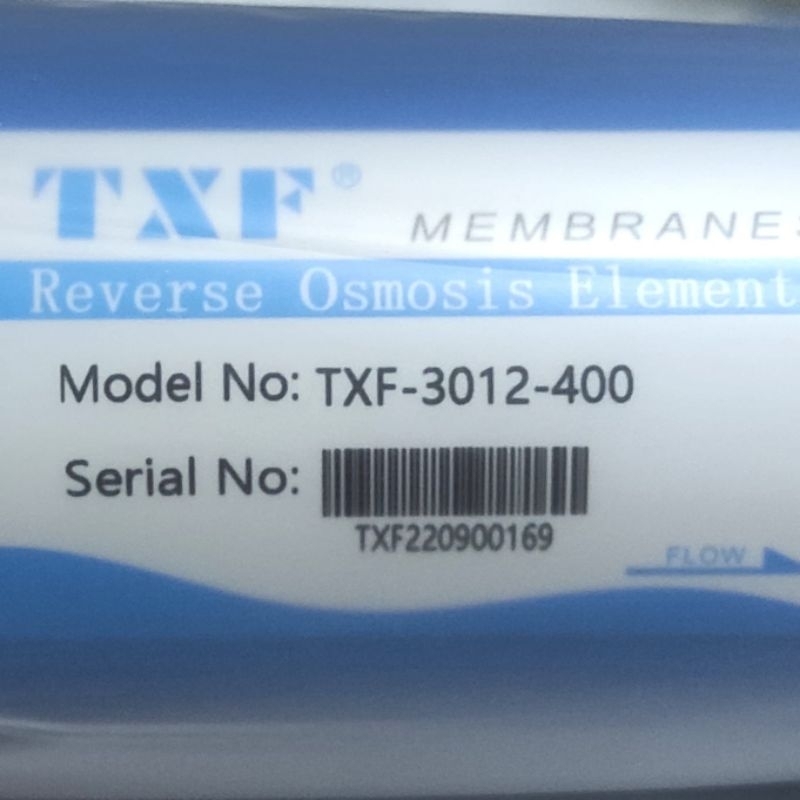 TXF®
MEMBRANES
Reverse Osmosis Element
Model No: TXF-3012-400
Serial No:
TXF220900169
FLOW